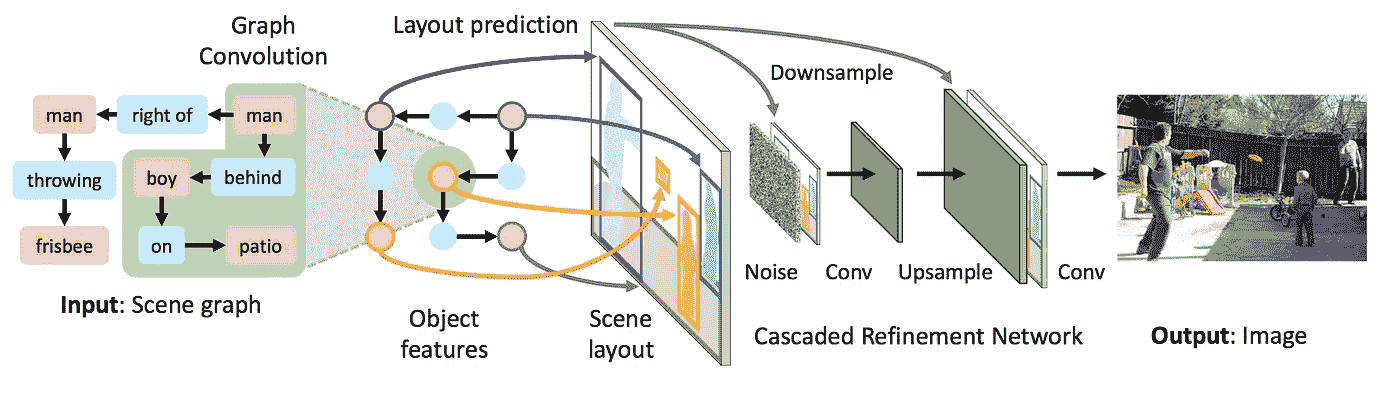 Graph
Convolution
Layout prediction
Downsample
man
right of
man
throwing
boy
behind
frisbee
on
patio
Noise
Conv
Upsample
Conv
Input: Scene graph
Object
features
Scene
layout
Cascaded Refinement Network
Output: Image